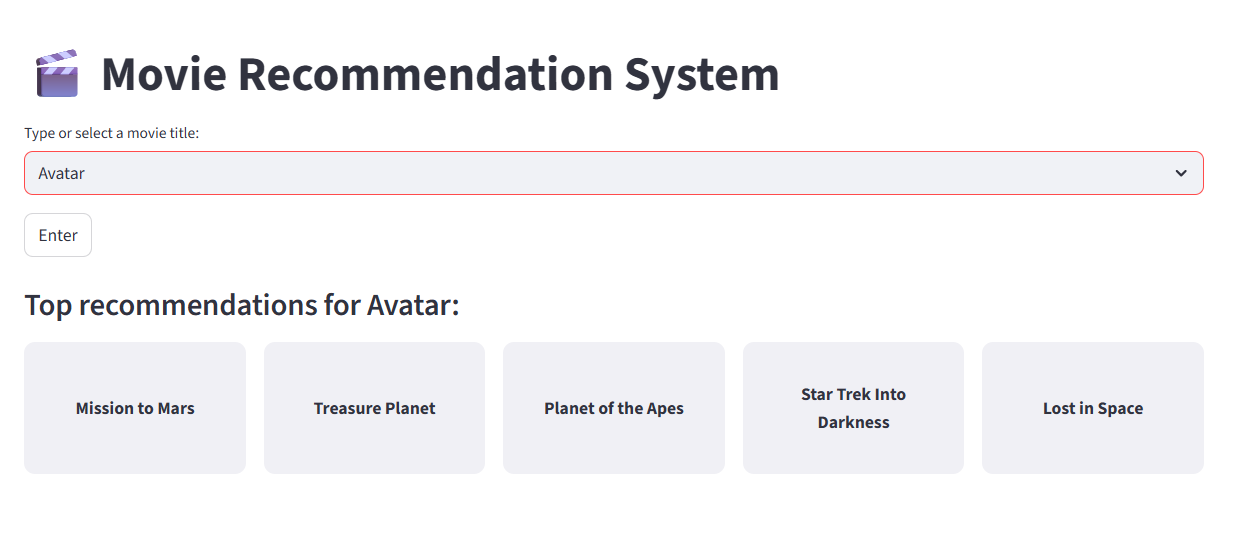 Movie Recommendation System
Type or select a movie title:
Avatar
Enter
Top recommendations for Avatar:
Mission to Mars
Treasure Planet
Planet of the Apes
Star Trek Into
Darkness
Lost in Space